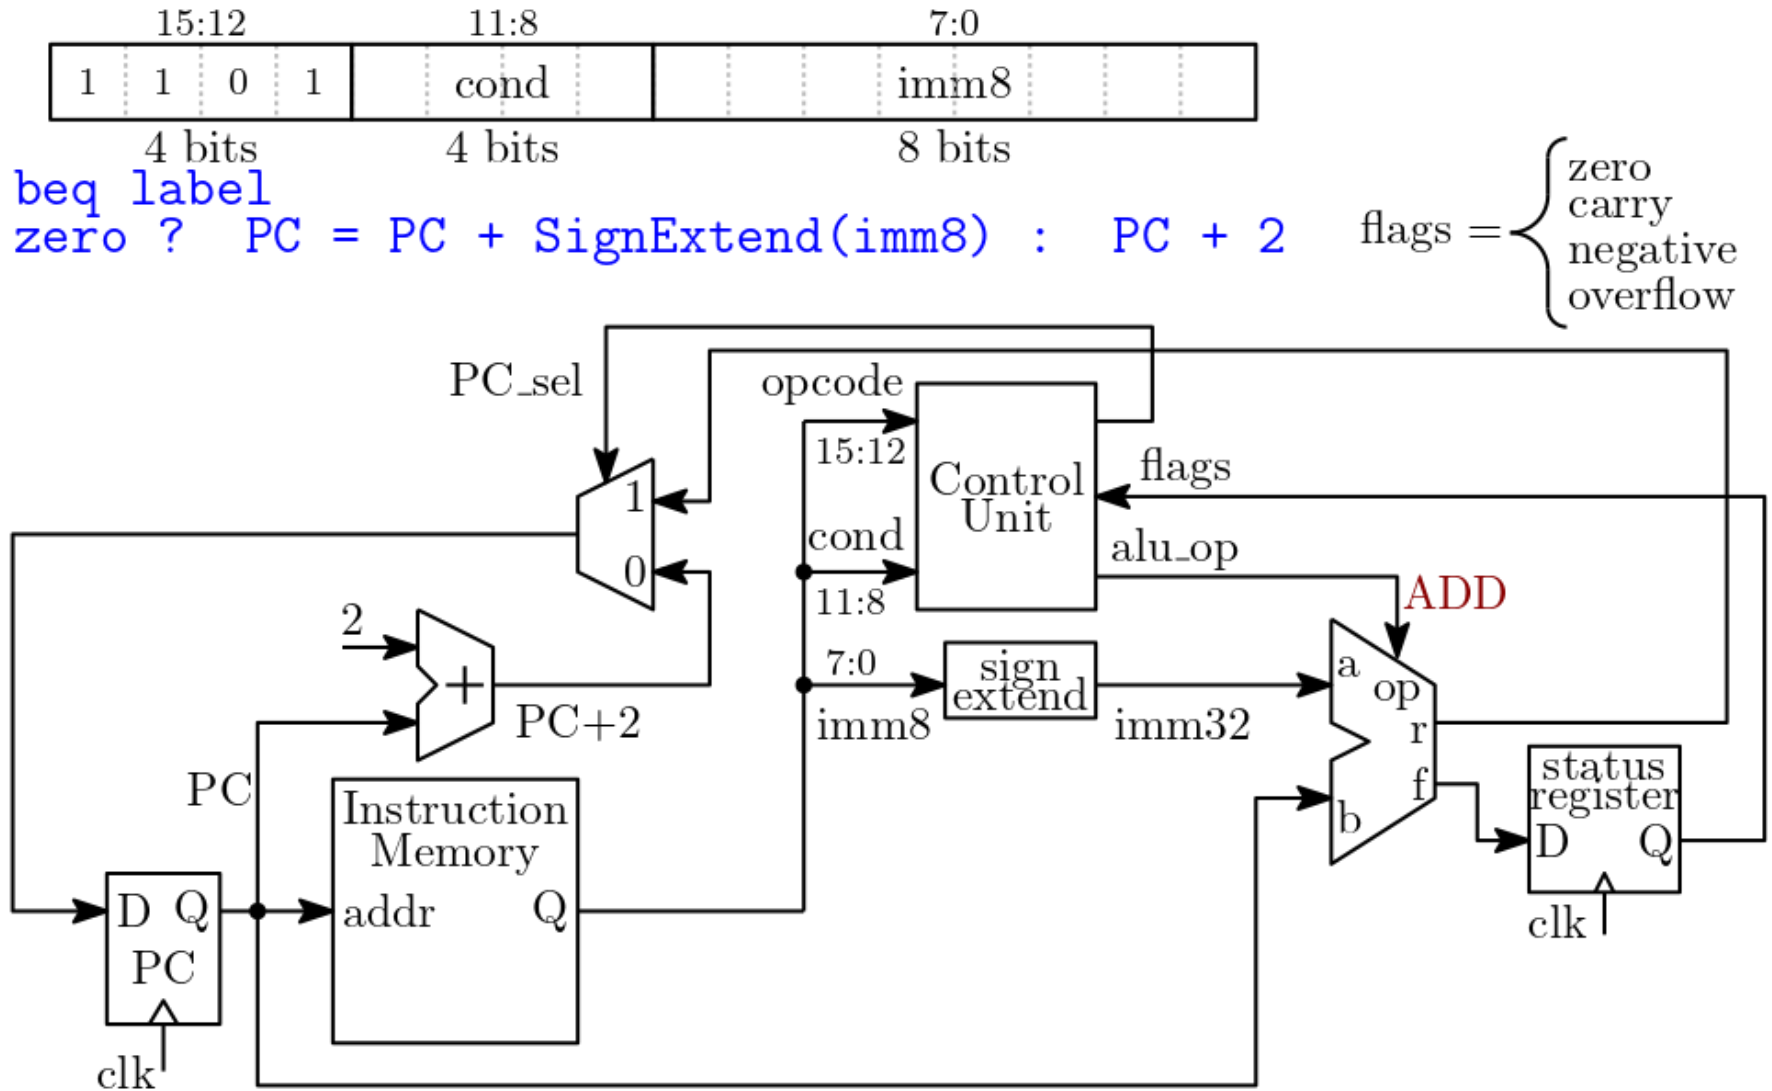 15:12 11:8 7:0
1 1 0 1 cond imm8
4 bits 4 bits 8 bits
beq label
zero ? PC = PC + SignExtend(imm8) : PC + 2
flags =
zero
carry
negative
overflow
PC_sel
opcode
15:12
cond
11:8
Control
Unit
flags
alu_op
ADD
1
0
2
+
PC+2
7:0
imm8
sign
extend
imm32
a
op
r
f
b
status
register
D Q
clk
PC
Instruction
Memory
addr Q
D Q
PC
clk